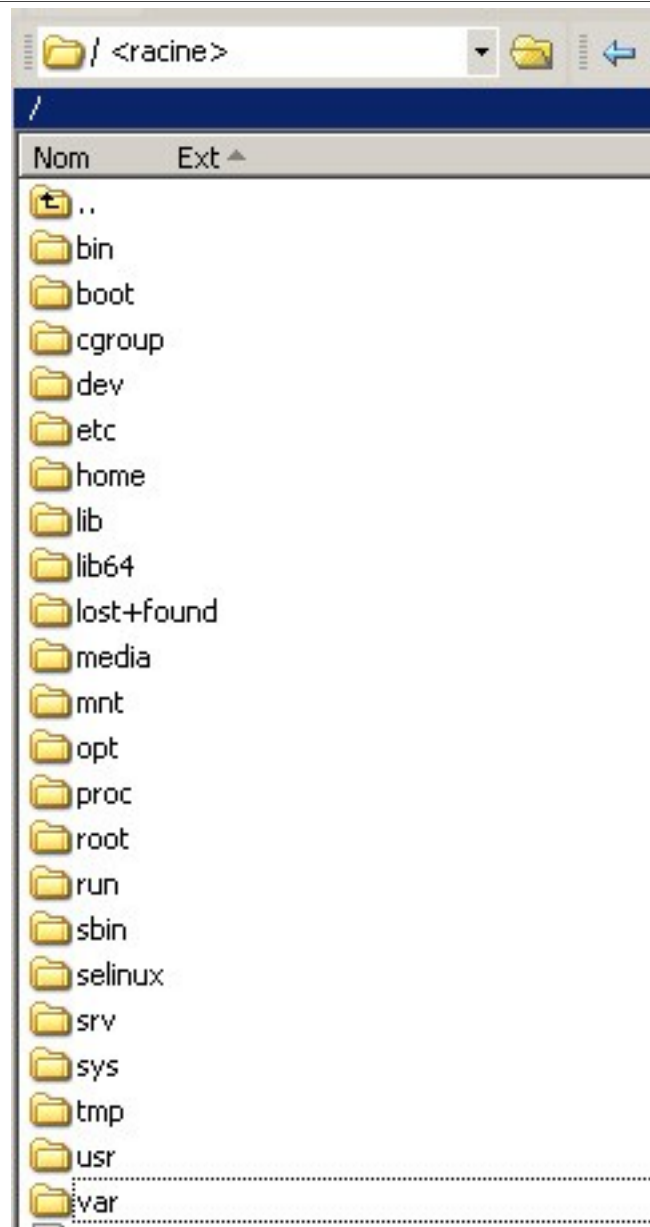 / <racine>
/
Nom Ext
..
bin
boot
cgroup
dev
etc
home
lib
lib64
lost+found
media
mnt
opt
proc
root
run
sbin
selinux
srv
sys
tmp
usr
var